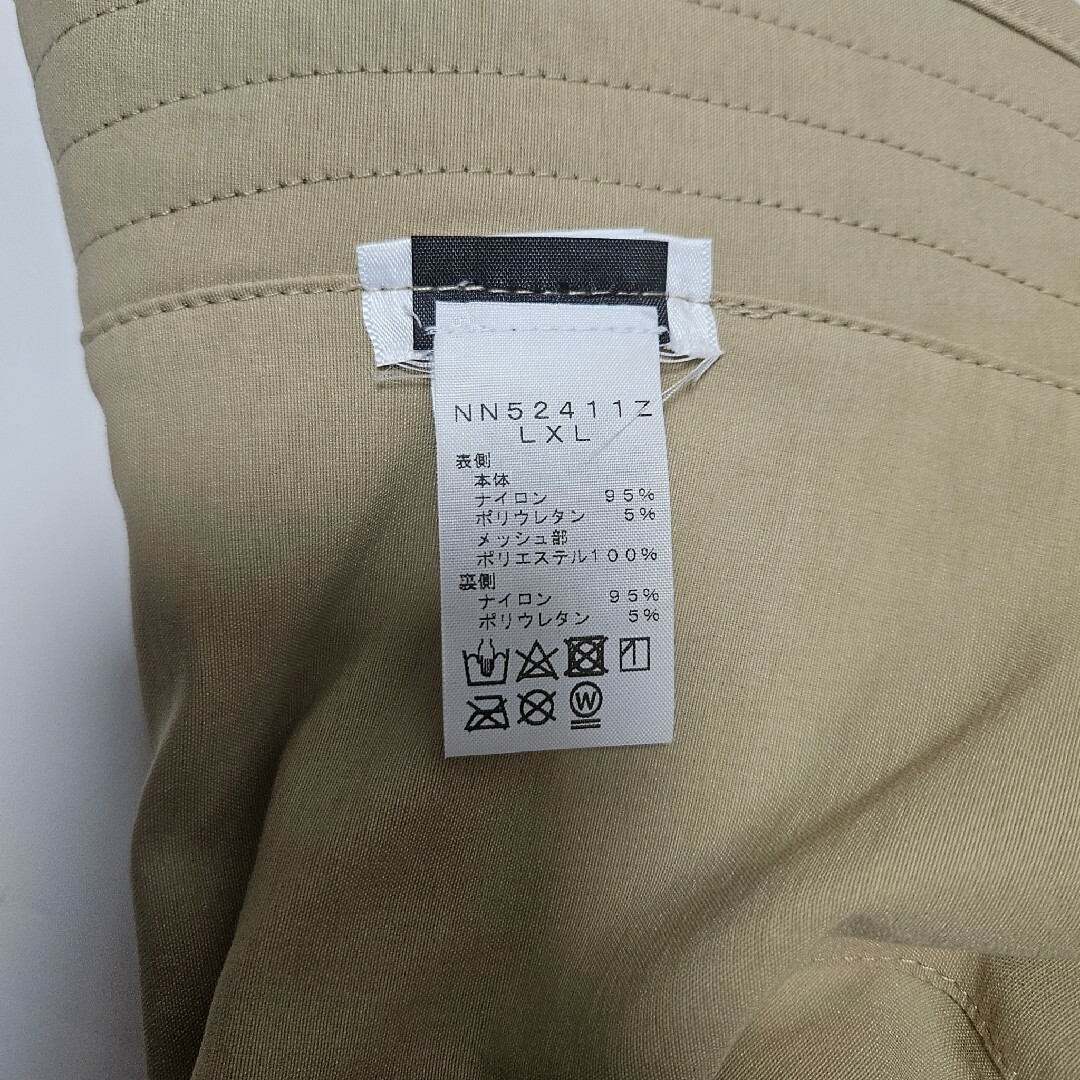 NN52411Z
LXL
表側
本体
ナイロン 95%
ポリウレタン 5%
メッシュ部
ポリエステル100%
裏側
ナイロン 95%
ポリウレタン 5%
W